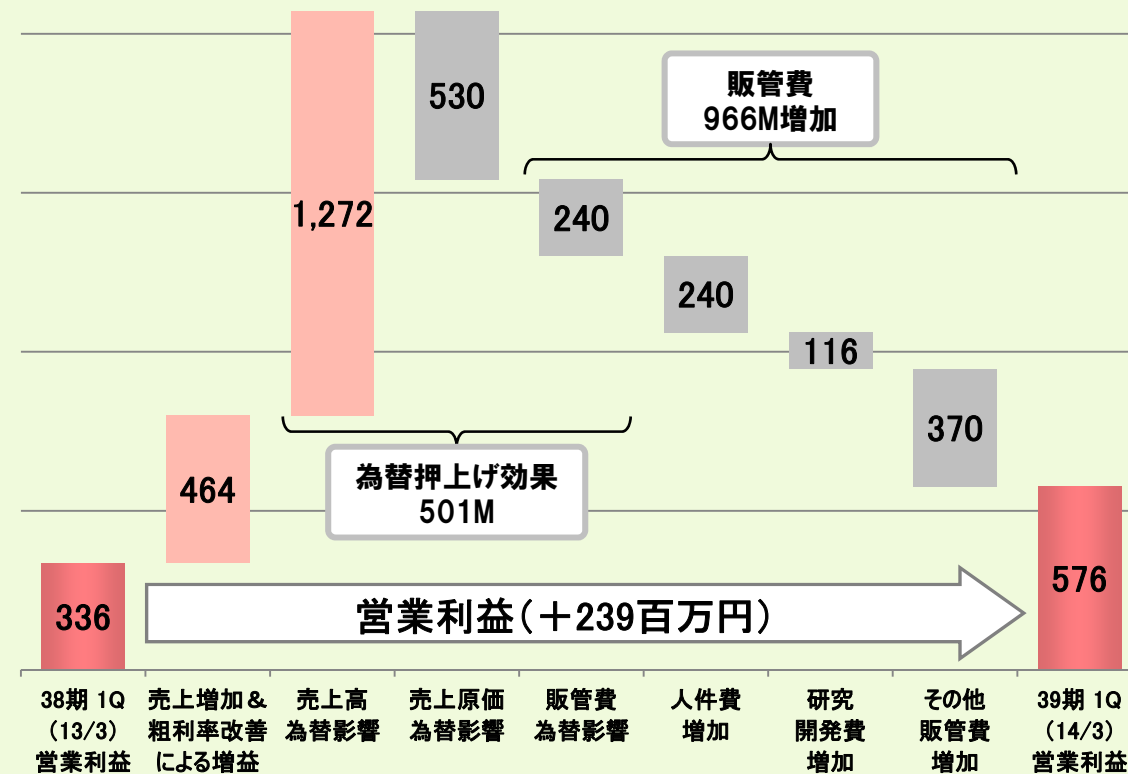 530
販管費
966M増加
1,272
240
240
116
370
464
為替押上げ効果
501M
336
営業利益(+239百万円)
576
38期 1Q
(13/3)
営業利益
売上増加&
粗利率改善
による増益
売上高
為替影響
売上原価
為替影響
販管費
為替影響
人件費
増加
研究
開発費
増加
その他
販管費
増加
39期 1Q
(14/3)
営業利益